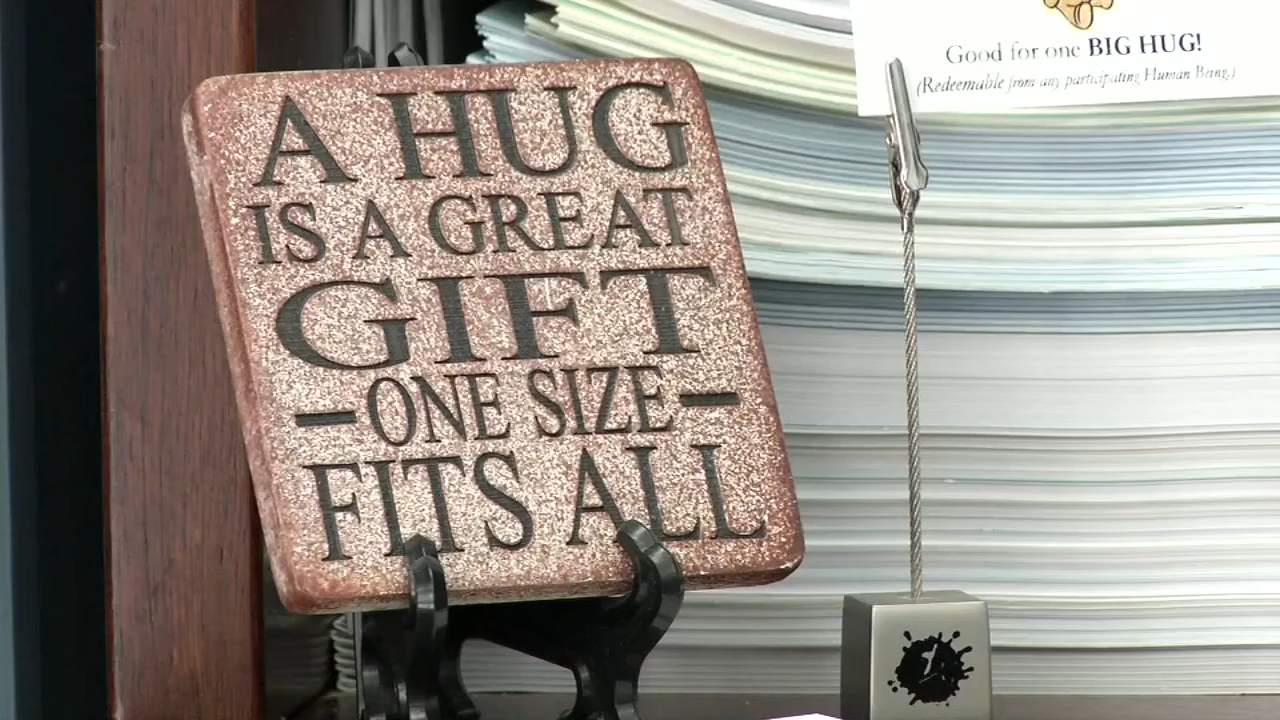 A HUG
IS A GREAT
GIFT
—ONE SIZE—
FITS ALL
Good for one BIG HUG!
(Redeemable from any participating Human Being.)